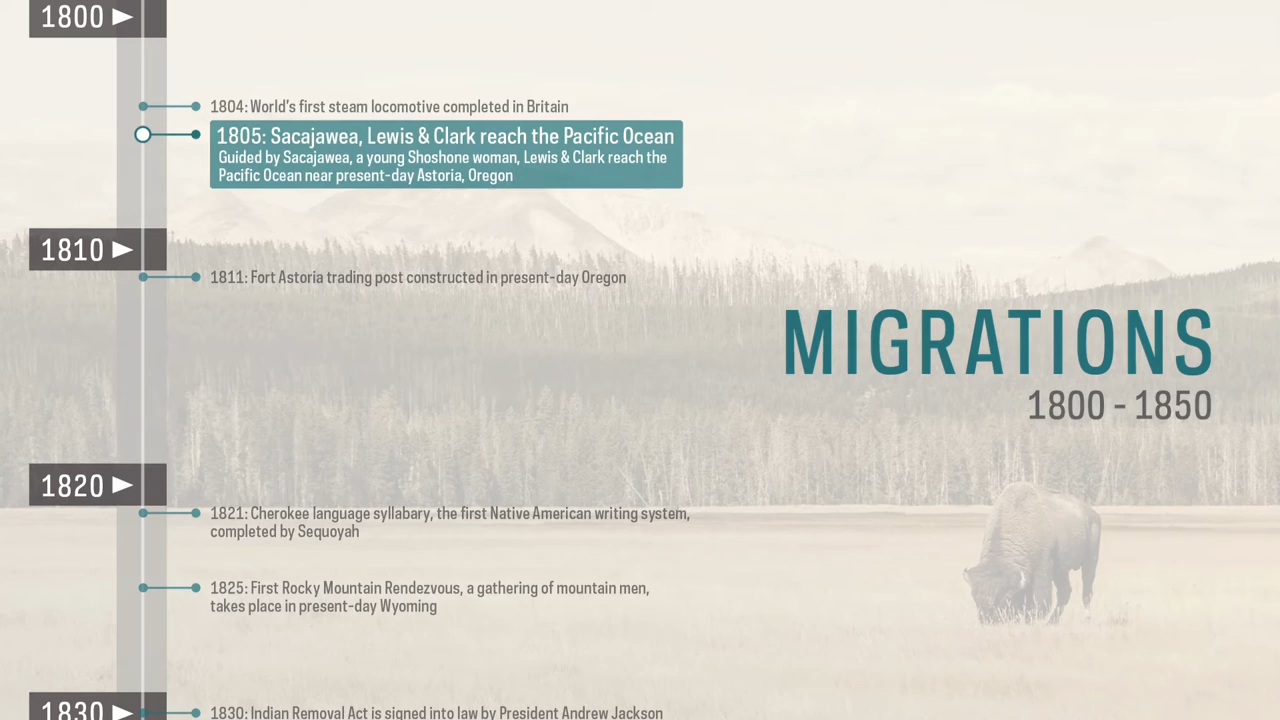 1800
1804: World's first steam locomotive completed in Britain
1805: Sacajawea, Lewis & Clark reach the Pacific Ocean
Guided by Sacajawea, a young Shoshone woman, Lewis & Clark reach the
Pacific Ocean near present-day Astoria, Oregon
1810
1811: Fort Astoria trading post constructed in present-day Oregon
MIGRATIONS
1800 - 1850
1820
1821: Cherokee language syllabary, the first Native American writing system,
completed by Sequoyah
1825: First Rocky Mountain Rendezvous, a gathering of mountain men,
takes place in present-day Wyoming
1830
1830: Indian Removal Act is signed into law by President Andrew Jackson